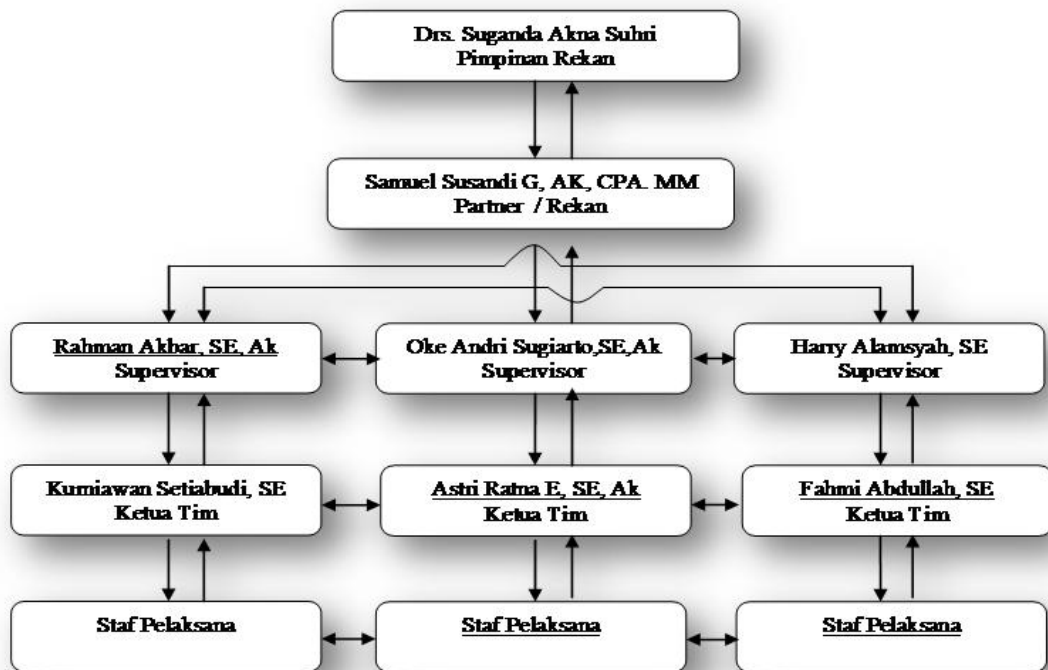 Drs. Suganda Akna Suhri
Pimpinan Rekan
Samuel Susandi G, AK, CPA. MM
Partner / Rekan
Rahman Akbar, SE, Ak
Supervisor
Oke Andri Sugiarto,SE,Ak
Supervisor
Harry Alamsyah, SE
Supervisor
Kurniawan Setiabudi, SE
Ketua Tim
Astri Ratna E, SE, Ak
Ketua Tim
Fahmi Abdullah, SE
Ketua Tim
Staf Pelaksana
Staf Pelaksana
Staf Pelaksana